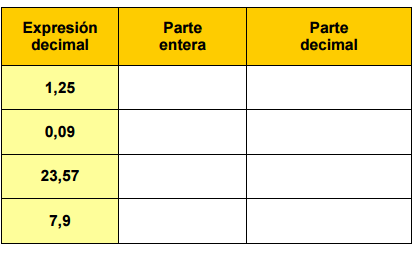 Expresión Parte Parte
decimal entera decimal
1,25
0,09
23,57
7,9